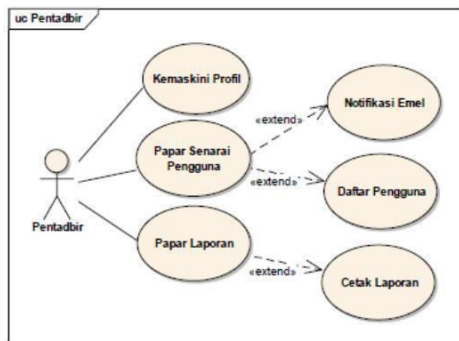 uc Pentadbir
Kemaskini Profil
Notifikasi Emel
«extend»
Papar Senarai
Pengguna
«extend»
Daftar Pengguna
Pentadbir
Papar Laporan
«extend»
Cetak Laporan